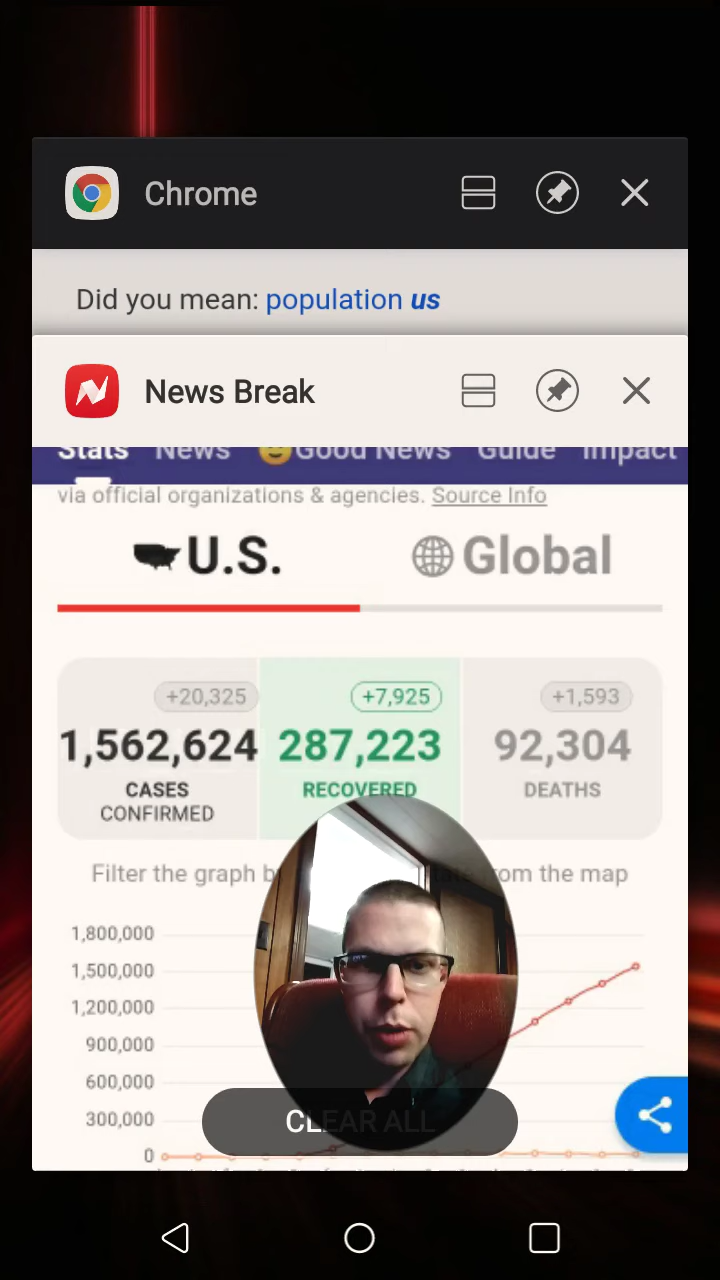 Chrome
Did you mean: population us
News Break
Stats News Good News Guide Impact
via official organizations & agencies. Source Info
U.S. Global
+20,325 +7,925 +1,593
1,562,624 287,223 92,304
CASES RECOVERED DEATHS
CONFIRMED
Filter the graph from the map
1,800,000
1,500,000
1,200,000
900,000
600,000
300,000
CLEAR ALL
0